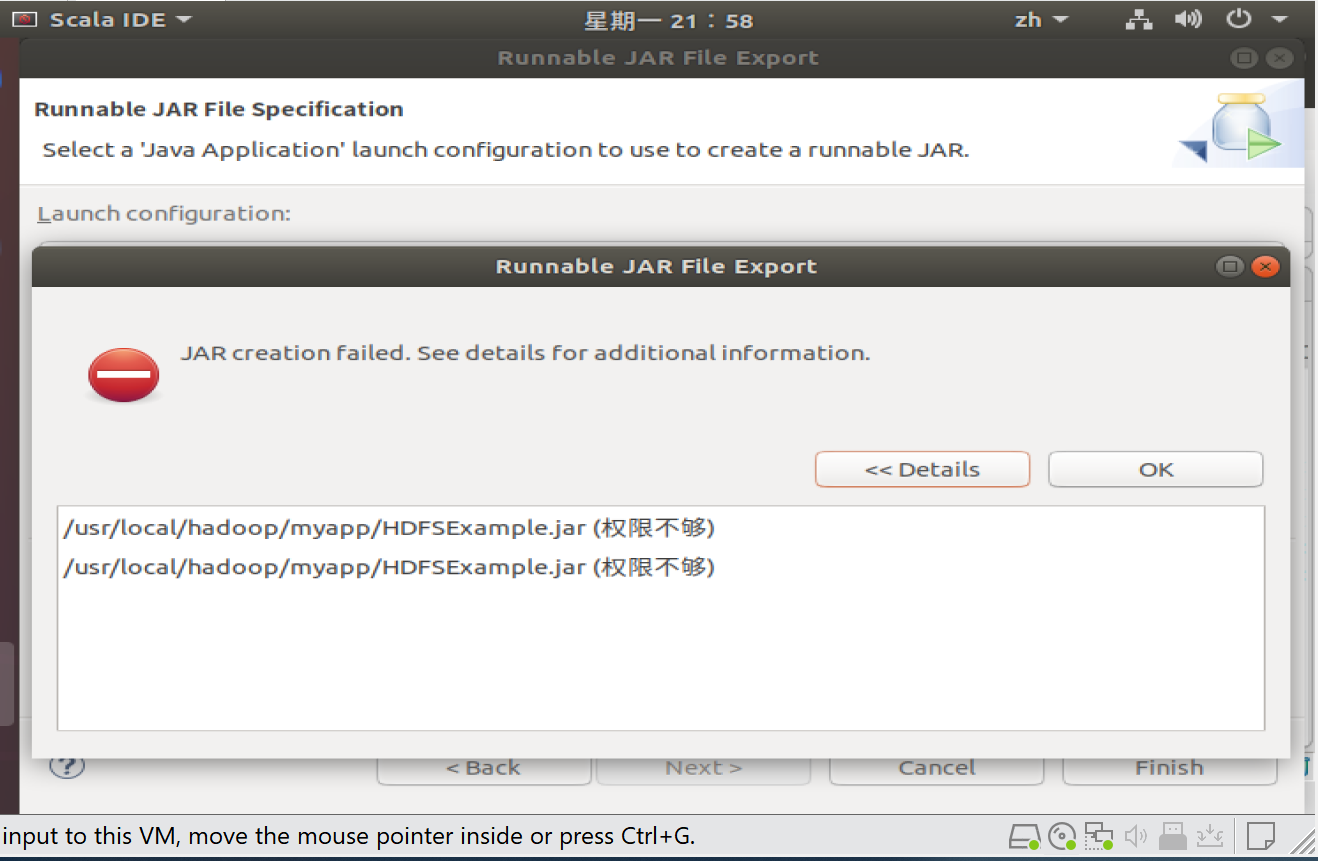 Scala IDE 星期一 21：58 zh
Runnable JAR File Export
Runnable JAR File Specification
Select a 'Java Application' launch configuration to use to create a runnable JAR.
Launch configuration:
Runnable JAR File Export
JAR creation failed. See details for additional information.
<< Details OK
/usr/local/hadoop/myapp/HDFSExample.jar (权限不够)
/usr/local/hadoop/myapp/HDFSExample.jar (权限不够)
? < Back Next > Cancel Finish
input to this VM, move the mouse pointer inside or press Ctrl+G.